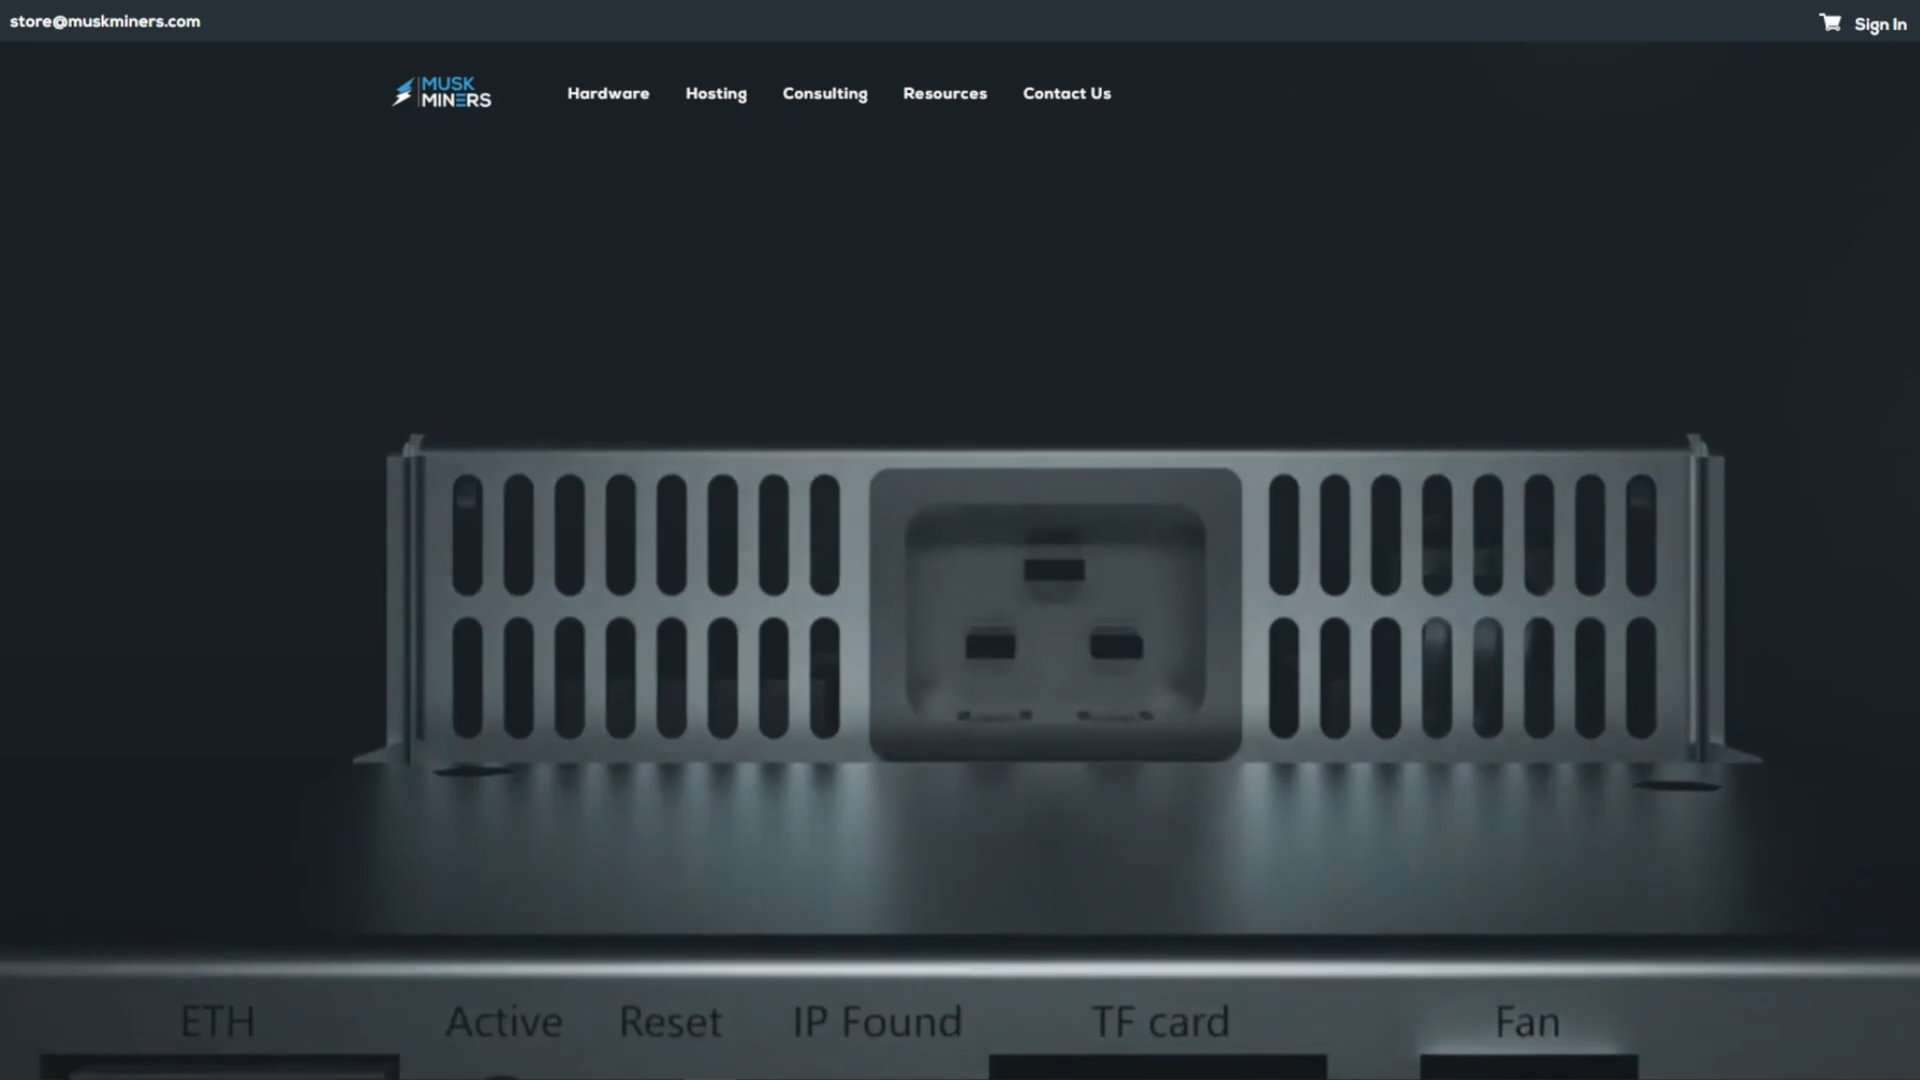 store@muskminers.com
Sign In
MUSK
MINERS
Hardware Hosting Consulting Resources Contact Us
ETH Active Reset IP Found TF card Fan